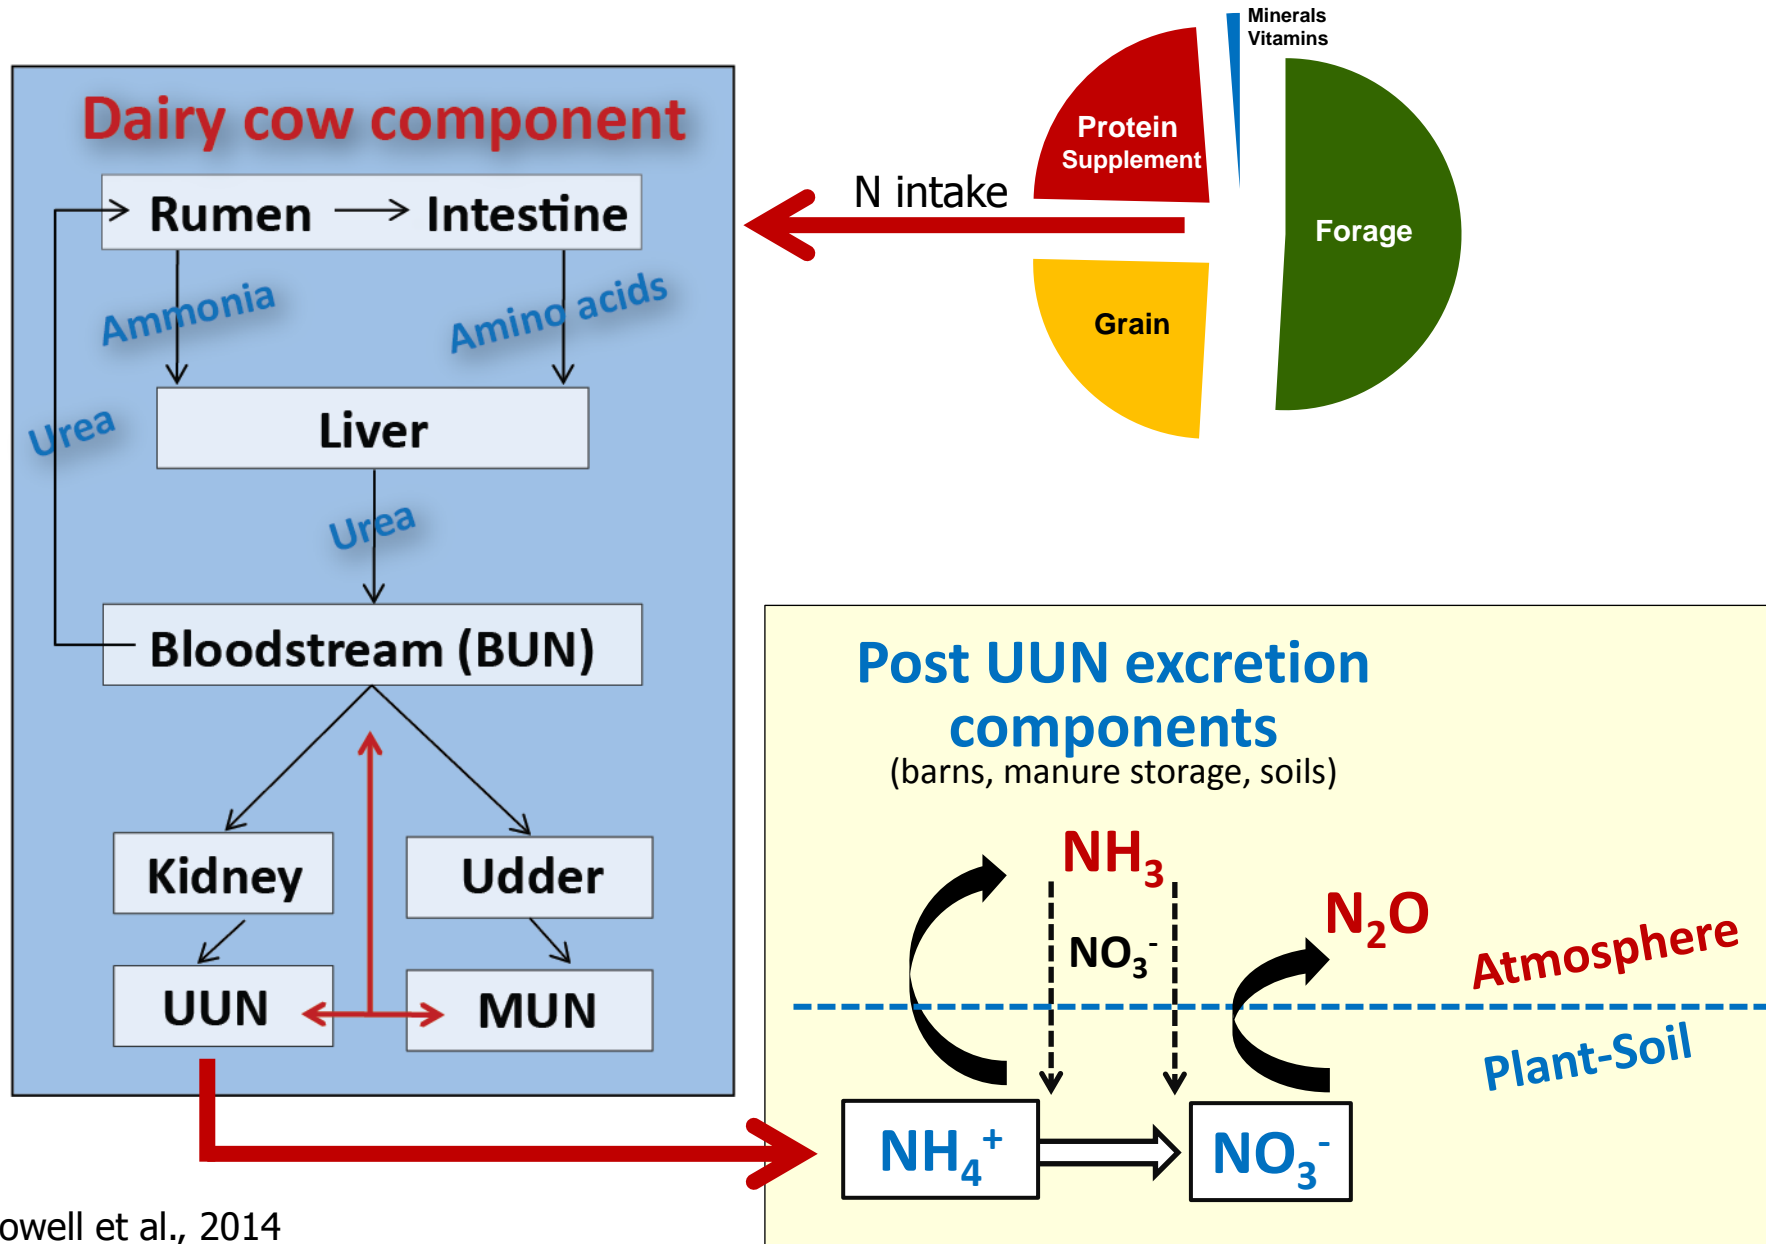 Minerals
Vitamins
Protein
Supplement
Forage
Grain
N intake
Dairy cow component
Rumen
Intestine
Ammonia
Amino acids
Urea
Liver
Urea
Bloodstream (BUN)
Kidney
Udder
UUN
MUN
Post UUN excretion
components
(barns, manure storage, soils)
NH₃
NO₃⁻
N₂O
Atmosphere
Plant-Soil
NH₄⁺
NO₃⁻
et al., 2014